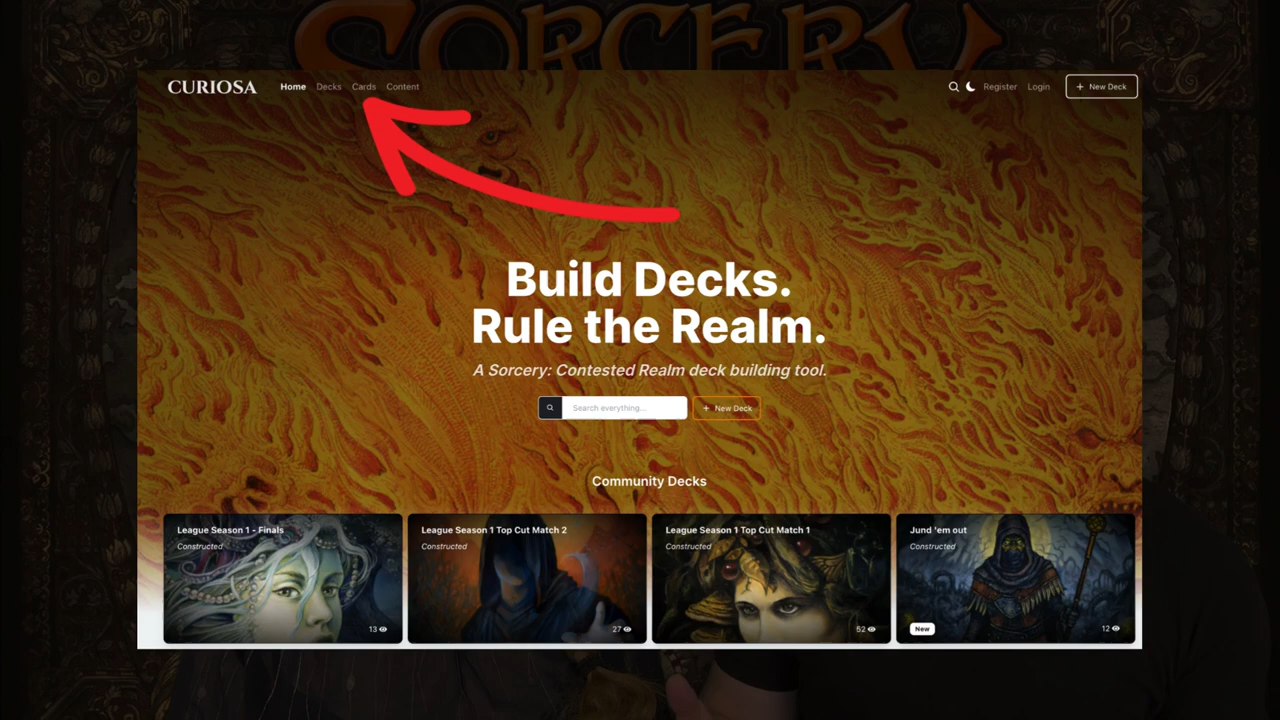 SORCERY
CURIOSA Home Decks Cards Content Register Login + New Deck
Build Decks.
Rule the Realm.
A Sorcery: Contested Realm deck building tool.
Search everything... + New Deck
Community Decks
League Season 1 - Finals
Constructed
13
League Season 1 Top Cut Match 2
Constructed
27
League Season 1 Top Cut Match 1
Constructed
52
Jund 'em out
Constructed
New
12